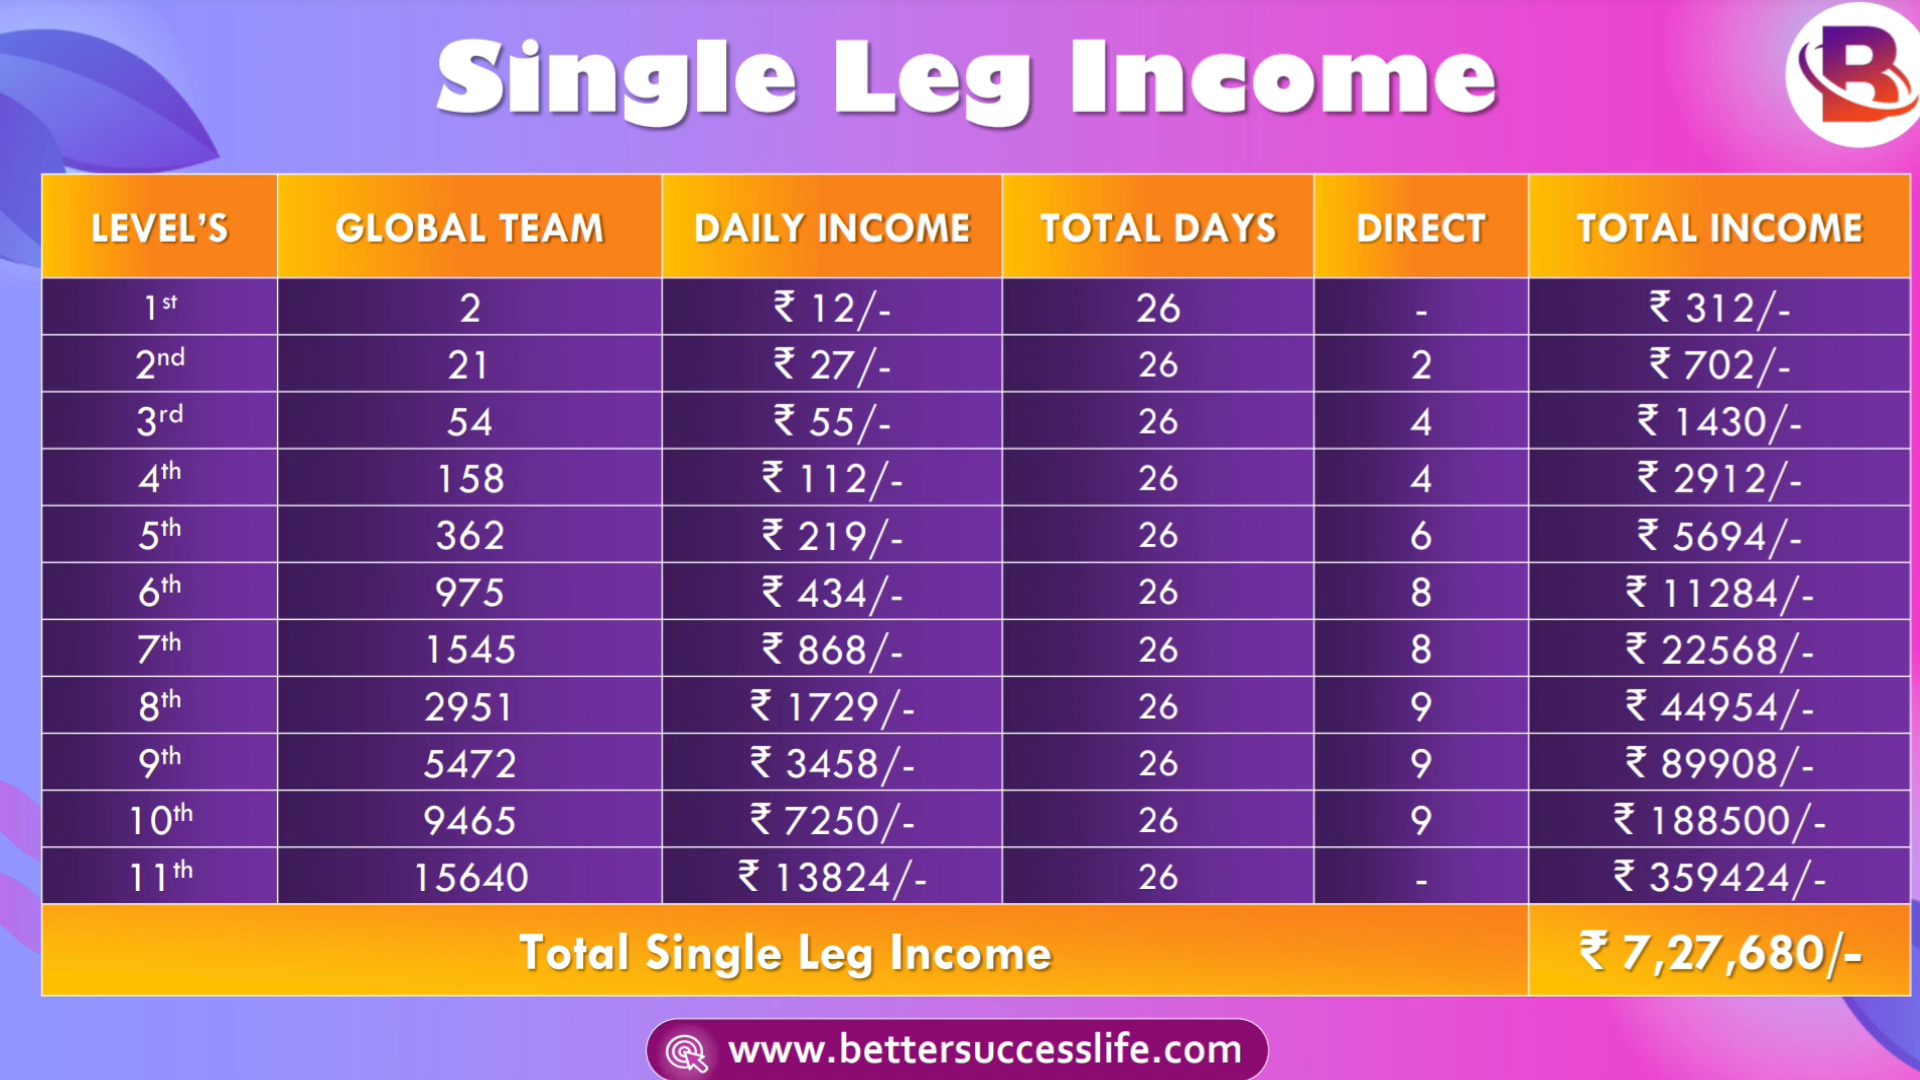 Single Leg Income
B
LEVEL'S GLOBAL TEAM DAILY INCOME TOTAL DAYS DIRECT TOTAL INCOME
1st 2 ₹ 12/- 26 - ₹ 312/-
2nd 21 ₹ 27/- 26 2 ₹ 702/-
3rd 54 ₹ 55/- 26 4 ₹ 1430/-
4th 158 ₹ 112/- 26 4 ₹ 2912/-
5th 362 ₹ 219/- 26 6 ₹ 5694/-
6th 975 ₹ 434/- 26 8 ₹ 11284/-
7th 1545 ₹ 868/- 26 8 ₹ 22568/-
8th 2951 ₹ 1729/- 26 9 ₹ 44954/-
9th 5472 ₹ 3458/- 26 9 ₹ 89908/-
10th 9465 ₹ 7250/- 26 9 ₹ 188500/-
11th 15640 ₹ 13824/- 26 - ₹ 359424/-
Total Single Leg Income ₹ 7,27,680/-
www.bettersuccesslife.com